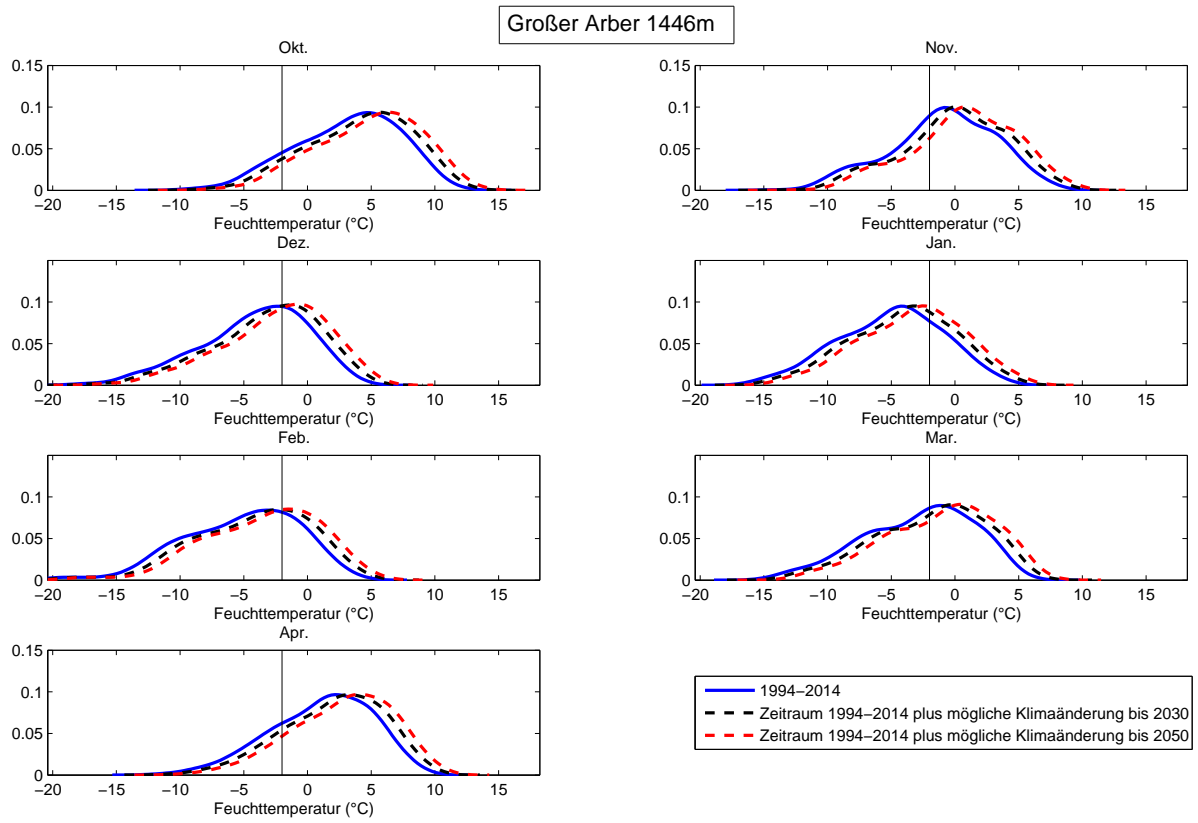 Großer Arber 1446m
Okt.
0.15
0.1
0.05
0
−20 −15 −10 −5 0 5 10 15
Feuchttemperatur (°C)
Nov.
0.15
0.1
0.05
0
−20 −15 −10 −5 0 5 10 15
Feuchttemperatur (°C)
Dez.
0.1
0.05
0
−20 −15 −10 −5 0 5 10 15
Feuchttemperatur (°C)
Jan.
0.1
0.05
0
−20 −15 −10 −5 0 5 10 15
Feuchttemperatur (°C)
Feb.
0.1
0.05
0
−20 −15 −10 −5 0 5 10 15
Feuchttemperatur (°C)
Mar.
0.1
0.05
0
−20 −15 −10 −5 0 5 10 15
Feuchttemperatur (°C)
Apr.
0.15
0.1
0.05
0
−20 −15 −10 −5 0 5 10 15
Feuchttemperatur (°C)
1994−2014
Zeitraum 1994−2014 plus mögliche Klimaänderung bis 2030
Zeitraum 1994−2014 plus mögliche Klimaänderung bis 2050